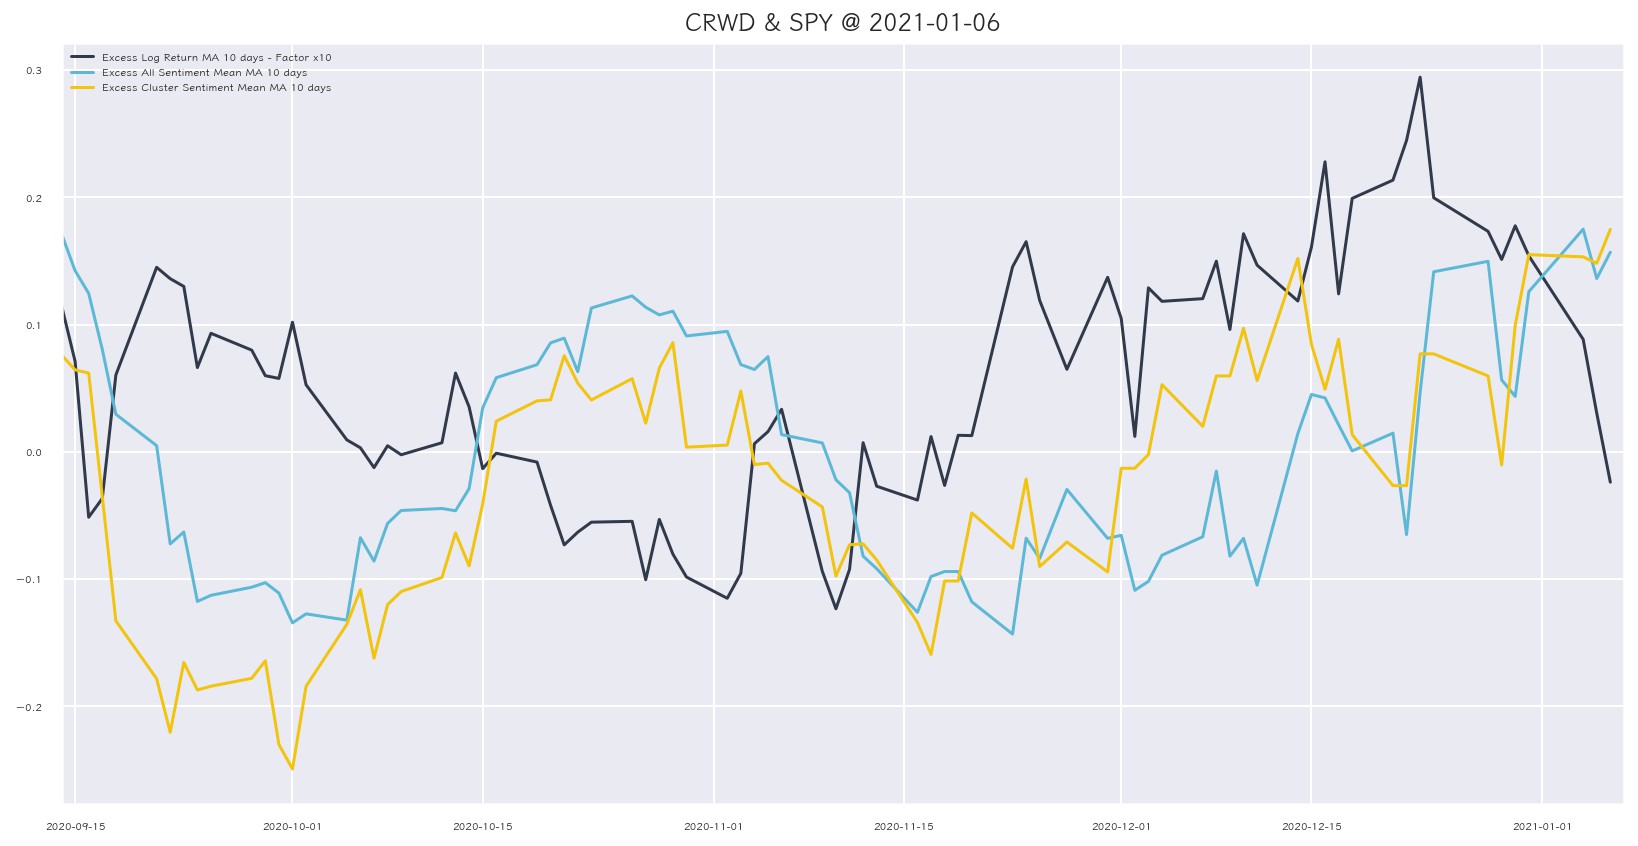 CRWD & SPY @ 2021-01-06
Excess Log Return MA 10 days - Factor x10
Excess All Sentiment Mean MA 10 days
Excess Cluster Sentiment Mean MA 10 days
0.3
0.2
0.1
0.0
−0.1
−0.2
2020-09-15 2020-10-01 2020-10-15 2020-11-01 2020-11-15 2020-12-01 2020-12-15 2021-01-01